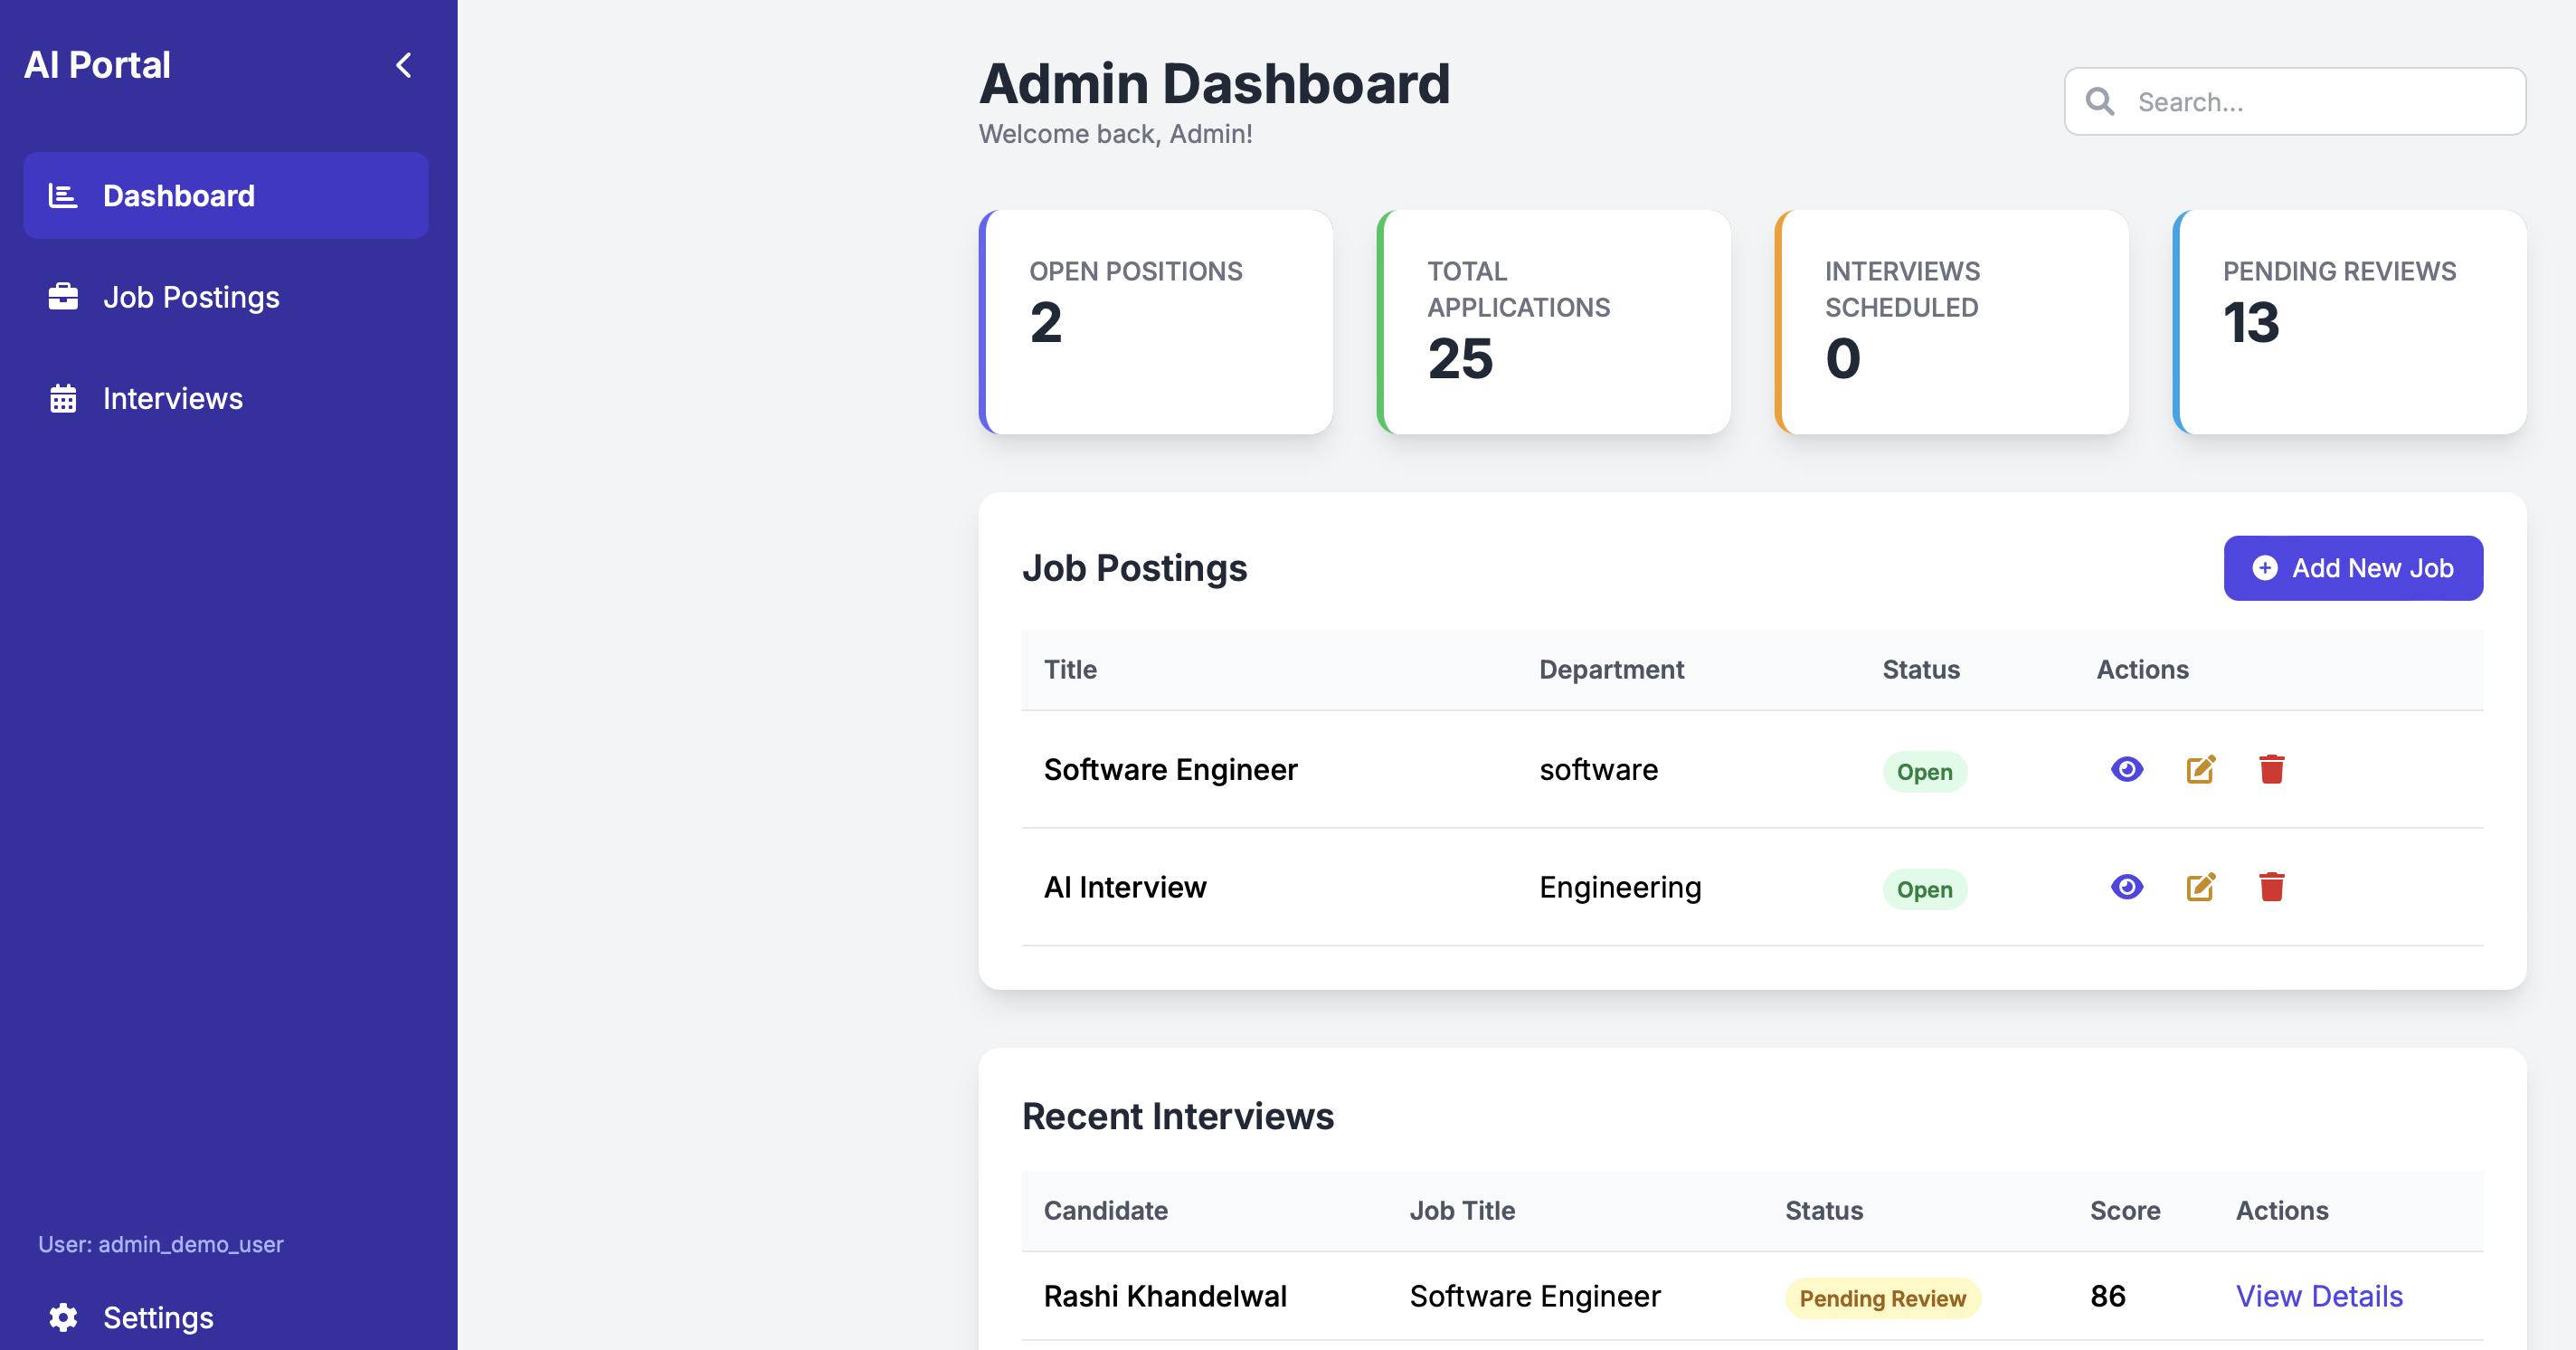 AI Portal
Dashboard
Job Postings
Interviews
User: admin_demo_user
Settings
Admin Dashboard
Welcome back, Admin!
Search...
OPEN POSITIONS
2
TOTAL
APPLICATIONS
25
INTERVIEWS
SCHEDULED
0
PENDING REVIEWS
13
Job Postings
Add New Job
Title Department Status Actions
Software Engineer software Open
AI Interview Engineering Open
Recent Interviews
Candidate Job Title Status Score Actions
Rashi Khandelwal Software Engineer Pending Review 86 View Details